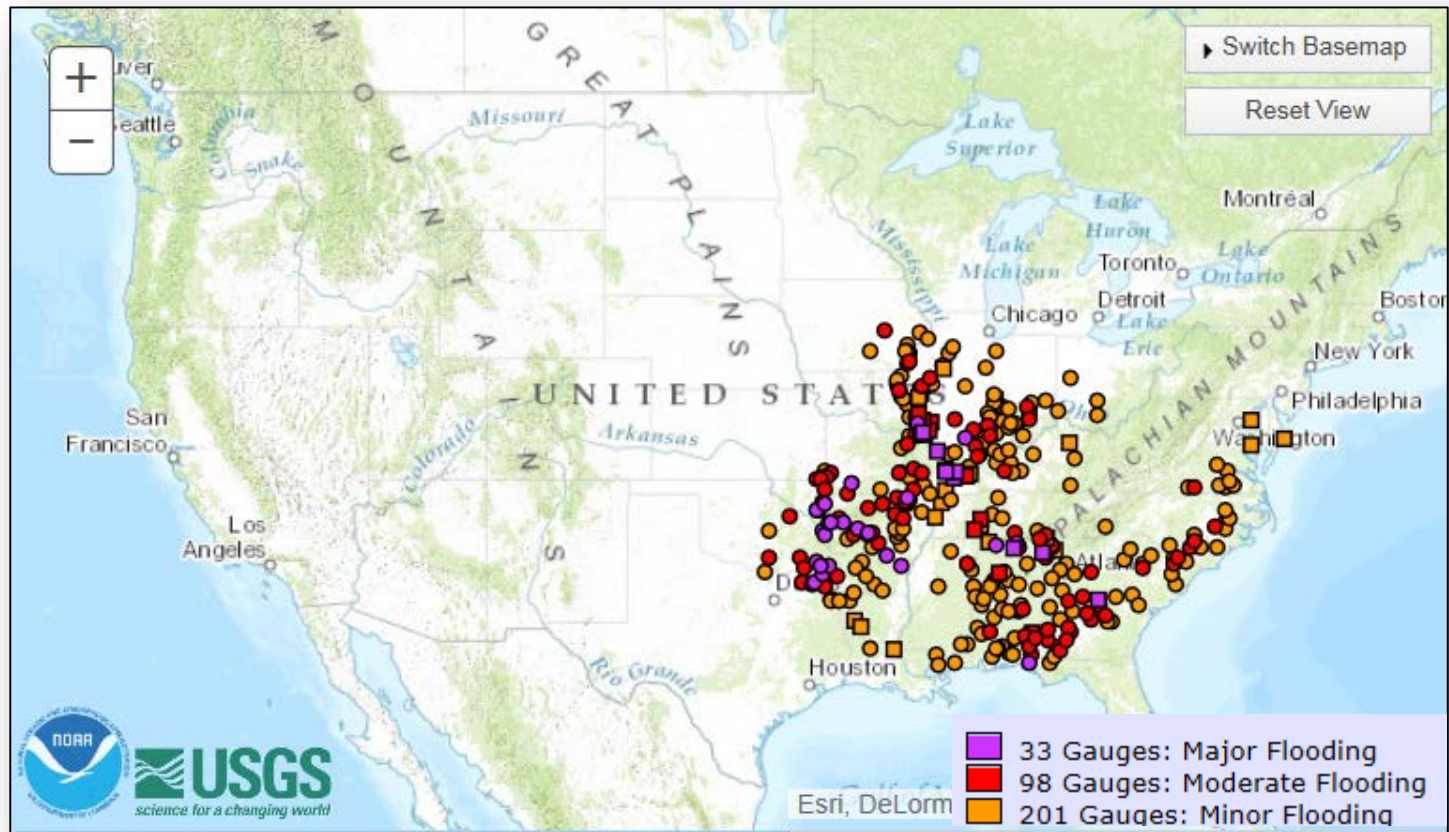 +
−
Switch Basemap
Reset View
MOUNTAINS
GREAT PLAINS
UNITED STATES
APPALACHIAN MOUNTAINS
Seattle
Columbia
Snake
Missouri
Mississippi
Lake
Superior
Lake
Michigan
Lake
Huron
Lake
Ontario
Lake
Erie
Montréal
Toronto
Detroit
Chicago
Boston
New York
Philadelphia
Washington
San
Francisco
Los
Angeles
Colorado
Arkansas
Rio Grande
Houston
NOAA
USGS
science for a changing world
Esri, DeLorm
33 Gauges: Major Flooding
98 Gauges: Moderate Flooding
201 Gauges: Minor Flooding